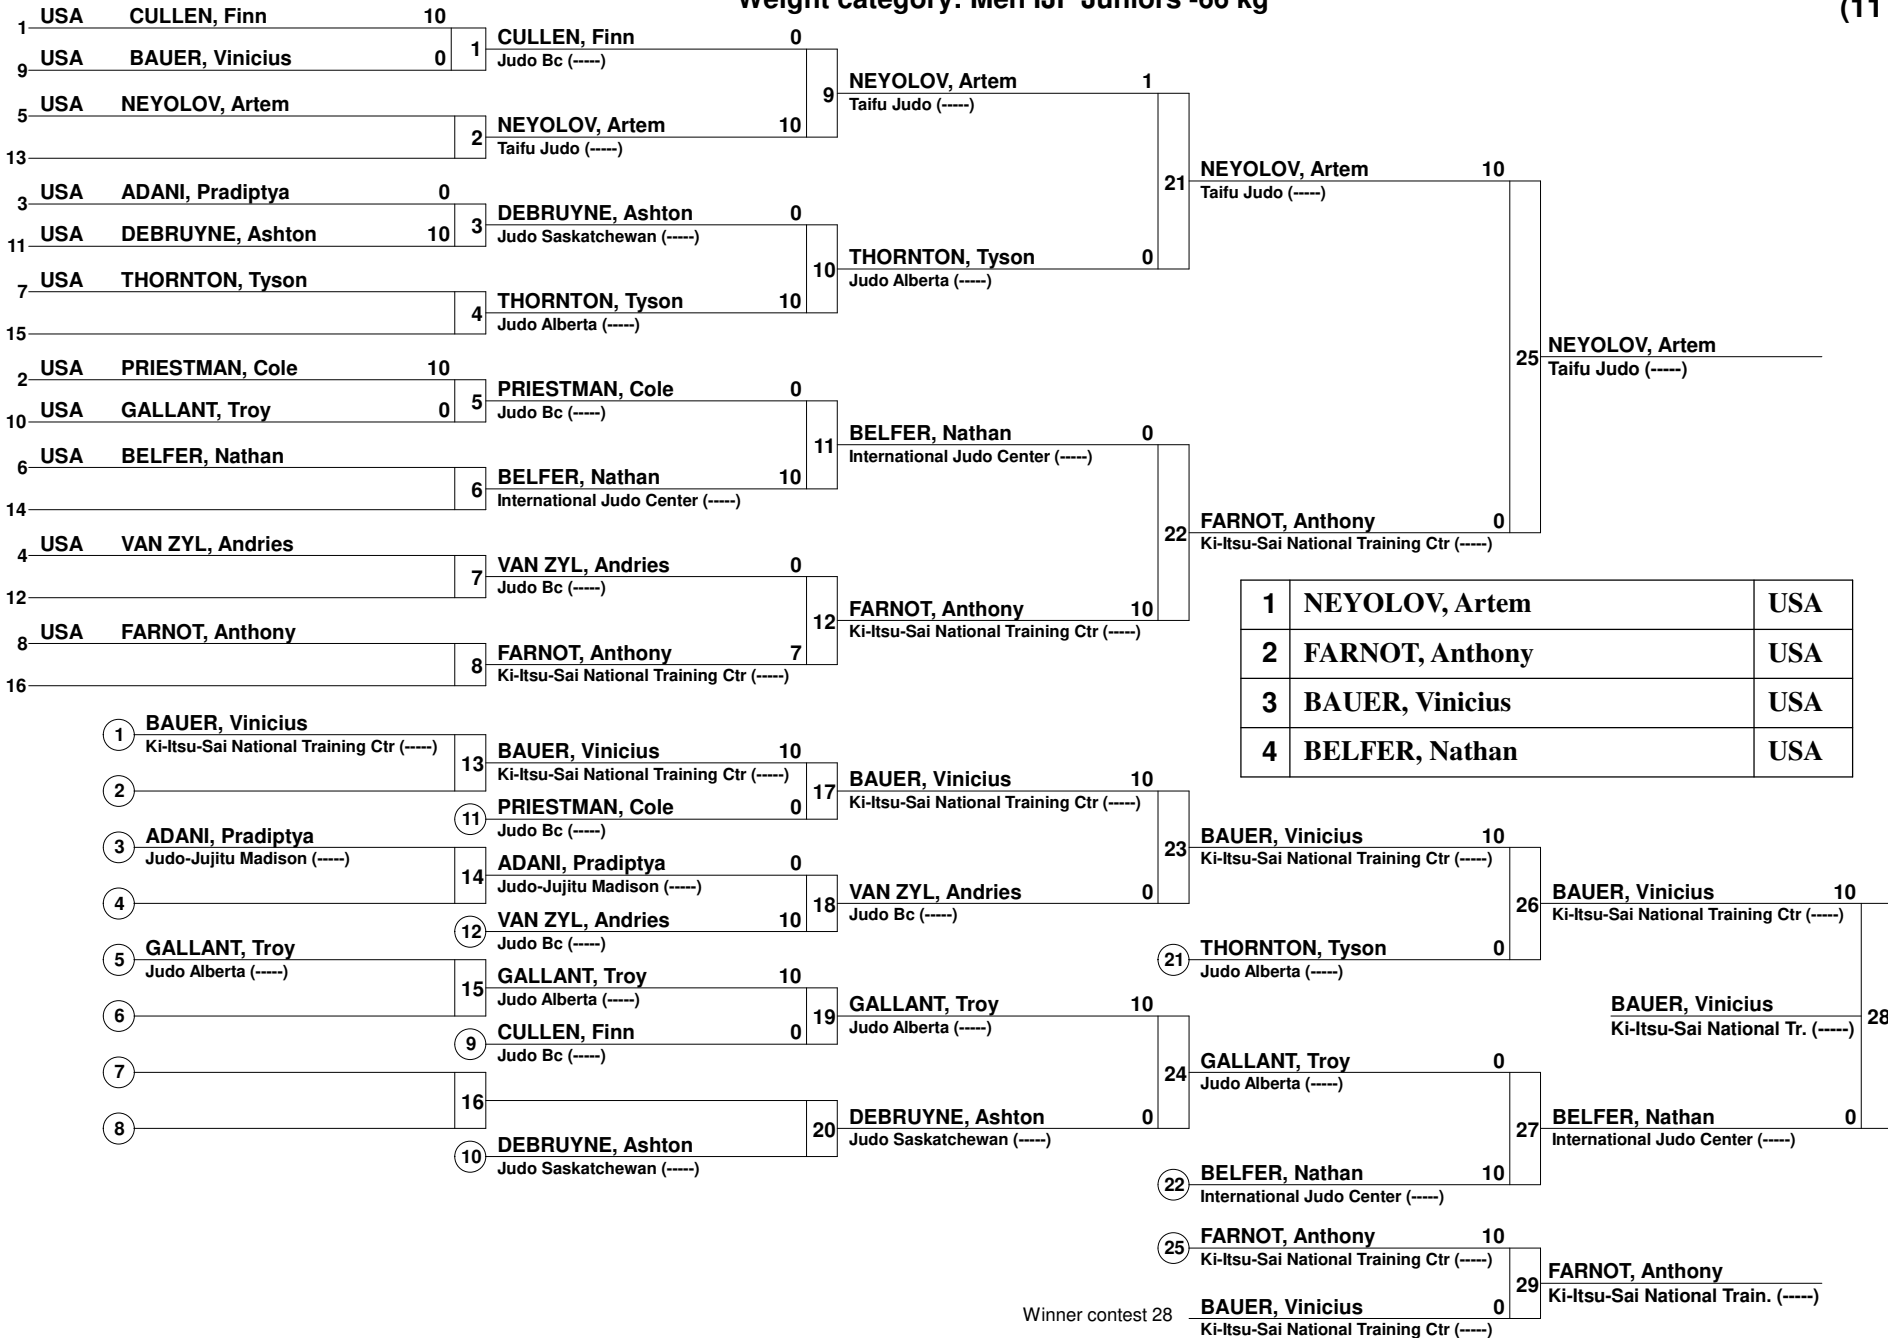 Weight category: Men IJF Juniors -66 kg
(11
1 USA CULLEN, Finn 10
9 USA BAUER, Vinicius 0
1 CULLEN, Finn 0
Judo Bc (-----)
5 USA NEYOLOV, Artem
13
2 NEYOLOV, Artem 10
Taifu Judo (-----)
9 NEYOLOV, Artem 1
Taifu Judo (-----)
3 USA ADANI, Pradiptya 0
11 USA DEBRUYNE, Ashton 10
3 DEBRUYNE, Ashton 0
Judo Saskatchewan (-----)
7 USA THORNTON, Tyson
15
4 THORNTON, Tyson 10
Judo Alberta (-----)
10 THORNTON, Tyson 0
Judo Alberta (-----)
21 NEYOLOV, Artem 10
Taifu Judo (-----)
2 USA PRIESTMAN, Cole 10
10 USA GALLANT, Troy 0
5 PRIESTMAN, Cole 0
Judo Bc (-----)
6 USA BELFER, Nathan
14
6 BELFER, Nathan 10
International Judo Center (-----)
11 BELFER, Nathan 0
International Judo Center (-----)
4 USA VAN ZYL, Andries
12
7 VAN ZYL, Andries 0
Judo Bc (-----)
8 USA FARNOT, Anthony
16
8 FARNOT, Anthony 7
Ki-Itsu-Sai National Training Ctr (-----)
12 FARNOT, Anthony 10
Ki-Itsu-Sai National Training Ctr (-----)
22 FARNOT, Anthony 0
Ki-Itsu-Sai National Training Ctr (-----)
25 NEYOLOV, Artem
Taifu Judo (-----)
1 NEYOLOV, Artem USA
2 FARNOT, Anthony USA
3 BAUER, Vinicius USA
4 BELFER, Nathan USA
1 BAUER, Vinicius
Ki-Itsu-Sai National Training Ctr (-----)
2
13 BAUER, Vinicius 10
Ki-Itsu-Sai National Training Ctr (-----)
11 PRIESTMAN, Cole 0
Judo Bc (-----)
17 BAUER, Vinicius 10
Ki-Itsu-Sai National Training Ctr (-----)
3 ADANI, Pradiptya
Judo-Jujitu Madison (-----)
4
14 ADANI, Pradiptya 0
Judo-Jujitu Madison (-----)
12 VAN ZYL, Andries 10
Judo Bc (-----)
18 VAN ZYL, Andries 0
Judo Bc (-----)
23 BAUER, Vinicius 10
Ki-Itsu-Sai National Training Ctr (-----)
21 THORNTON, Tyson 0
Judo Alberta (-----)
26 BAUER, Vinicius 10
Ki-Itsu-Sai National Training Ctr (-----)
5 GALLANT, Troy
Judo Alberta (-----)
6
15 GALLANT, Troy 10
Judo Alberta (-----)
9 CULLEN, Finn 0
Judo Bc (-----)
19 GALLANT, Troy 10
Judo Alberta (-----)
7
8
16
10 DEBRUYNE, Ashton
Judo Saskatchewan (-----)
20 DEBRUYNE, Ashton 0
Judo Saskatchewan (-----)
24 GALLANT, Troy 0
Judo Alberta (-----)
22 BELFER, Nathan 10
International Judo Center (-----)
27 BELFER, Nathan 0
International Judo Center (-----)
BAUER, Vinicius 28
Ki-Itsu-Sai National Tr. (-----)
25 FARNOT, Anthony 10
Ki-Itsu-Sai National Training Ctr (-----)
Winner contest 28 BAUER, Vinicius 0
Ki-Itsu-Sai National Training Ctr (-----)
29 FARNOT, Anthony
Ki-Itsu-Sai National Train. (-----)